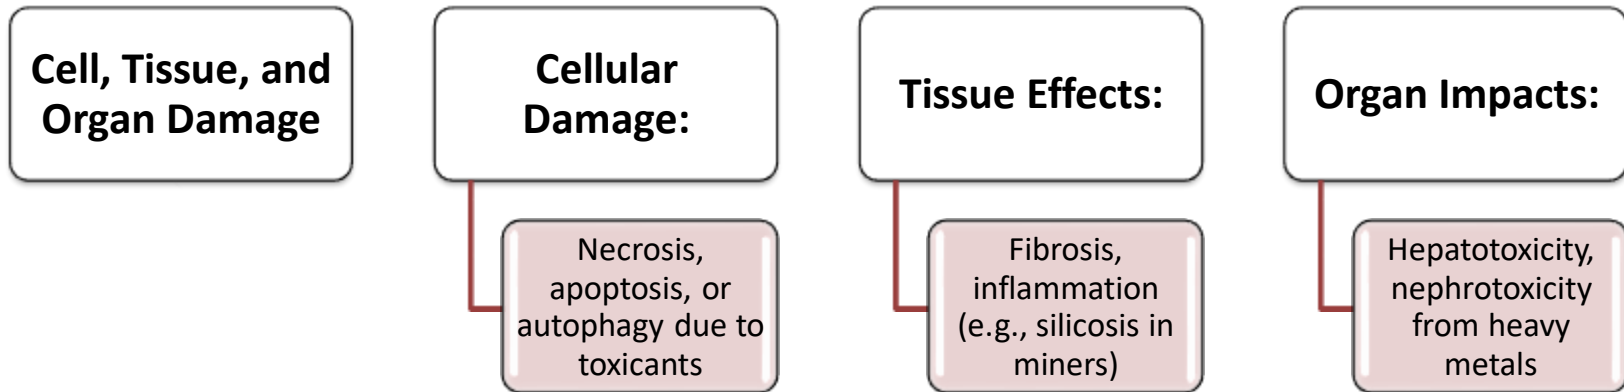 Cell, Tissue, and
Organ Damage
Cellular
Damage:
Necrosis,
apoptosis, or
autophagy due to
toxicants
Tissue Effects:
Fibrosis,
inflammation
(e.g., silicosis in
miners)
Organ Impacts:
Hepatotoxicity,
nephrotoxicity
from heavy
metals